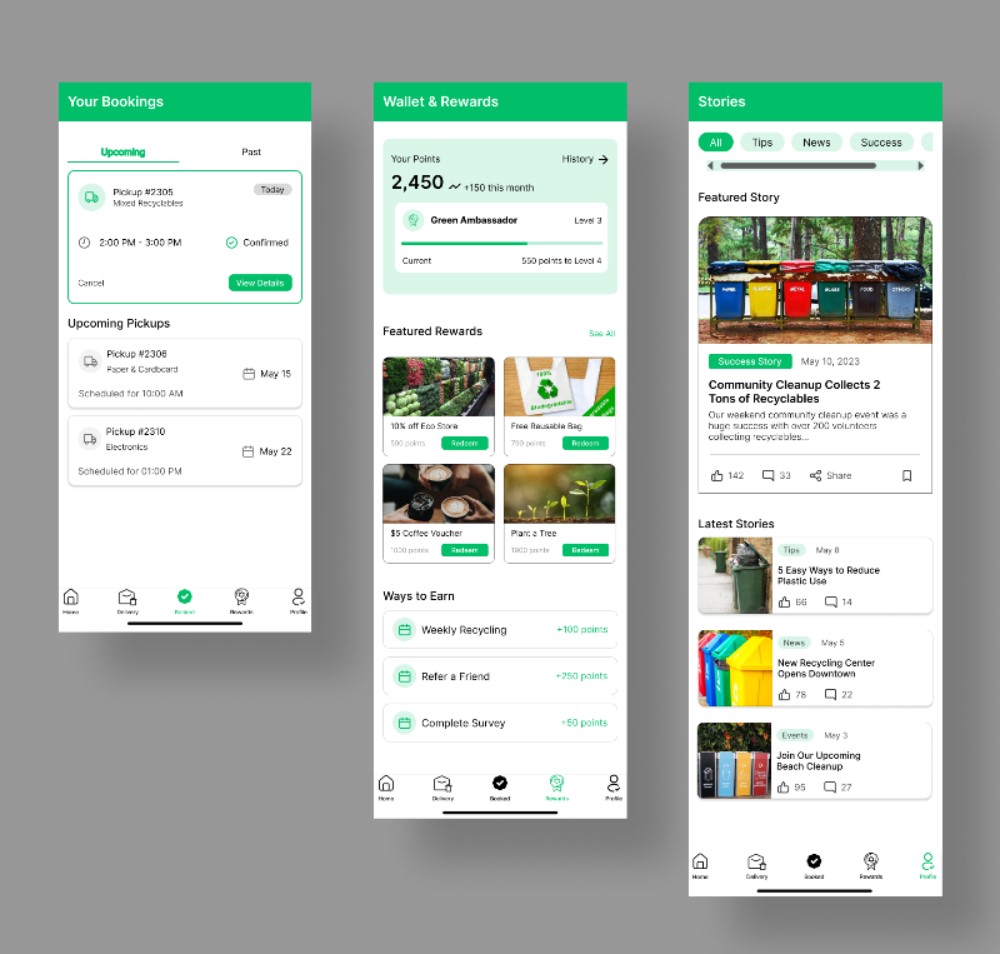 Your Bookings
Upcoming
Past
Pickup #2305
Today
Mixed Recyclables
2:00 PM - 3:00 PM
Confirmed
Cancel
View Details
Upcoming Pickups
Pickup #2306
Paper & Cardboard
May 15
Scheduled for 10:00 AM
Pickup #2310
Electronics
May 22
Scheduled for 01:00 PM
Home
Delivery
Booked
Rewards
Profile
Wallet & Rewards
Your Points
History
2,450
+150 this month
Green Ambassador
Level 3
Current
550 points to Level 4
Featured Rewards
See All
100%
Biodegradable
10% off Eco Store
500 points
Redeem
Free Reusable Bag
750 points
Redeem
$5 Coffee Voucher
1000 points
Redeem
Plant a Tree
Redeem
Ways to Earn
Weekly Recycling
+100 points
Refer a Friend
+250 points
Complete Survey
+50 points
Home
Delivery
Booked
Rewards
Profile
Stories
All
Tips
News
Success
Featured Story
PAPER
PLASTIC
METAL
GLASS
FOOD
OTHERS
Success Story
May 10, 2023
Community Cleanup Collects 2
Tons of Recyclables
Our weekend community cleanup event was a
huge success with over 200 volunteers
collecting recyclables...
142
33
Share
Latest Stories
Tips
May 8
5 Easy Ways to Reduce
Plastic Use
66
14
News
May 5
New Recycling Center
Opens Downtown
78
22
Events
May 3
Join Our Upcoming
Beach Cleanup
95
27
Home
Delivery
Booked
Rewards
Profile